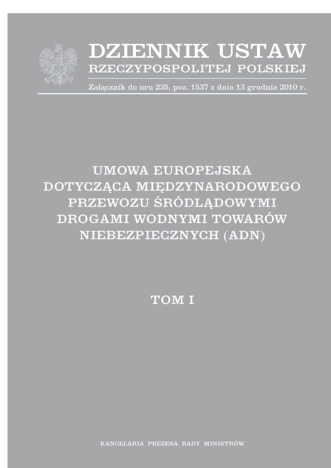 DZIENNIK USTAW
RZECZYPOSPOLITEJ POLSKIEJ
Załącznik do nru 235, poz. 1537 z dnia 13 grudnia 2010 r.
UMOWA EUROPEJSKA
DOTYCZĄCA MIĘDZYNARODOWEGO
PRZEWOZU ŚRÓDLĄDOWYMI
DROGAMI WODNYMI TOWARÓW
NIEBEZPIECZNYCH (ADN)
TOM I
KANCELARIA PREZESA RADY MINISTRÓW